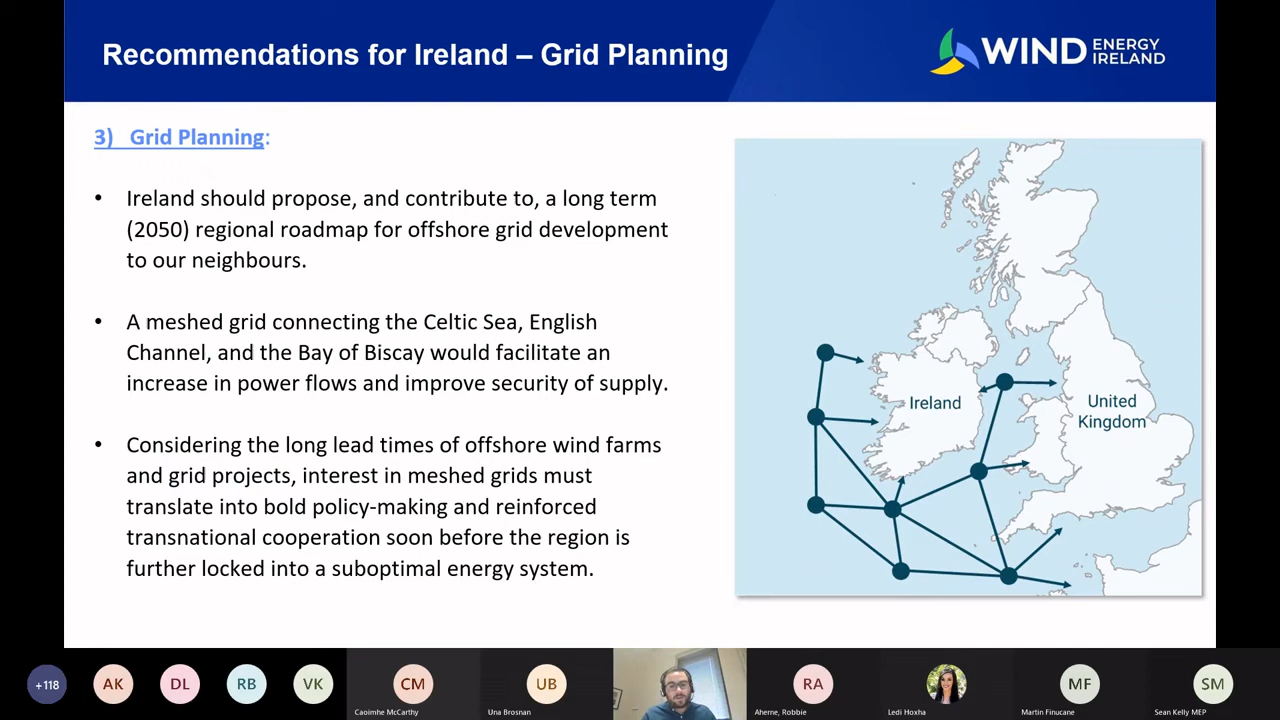 Recommendations for Ireland – Grid Planning
WIND ENERGY IRELAND
3) Grid Planning:
• Ireland should propose, and contribute to, a long term
(2050) regional roadmap for offshore grid development
to our neighbours.
• A meshed grid connecting the Celtic Sea, English
Channel, and the Bay of Biscay would facilitate an
increase in power flows and improve security of supply.
• Considering the long lead times of offshore wind farms
and grid projects, interest in meshed grids must
translate into bold policy-making and reinforced
transnational cooperation soon before the region is
further locked into a suboptimal energy system.
Ireland
United
Kingdom
+118
AK
DL
RB
VK
CM
Caoimhe McCarthy
UB
Una Brosnan
RA
Aherne, Robbie
Ledi Hoxha
MF
Martin Finucane
SM
Sean Kelly MEP